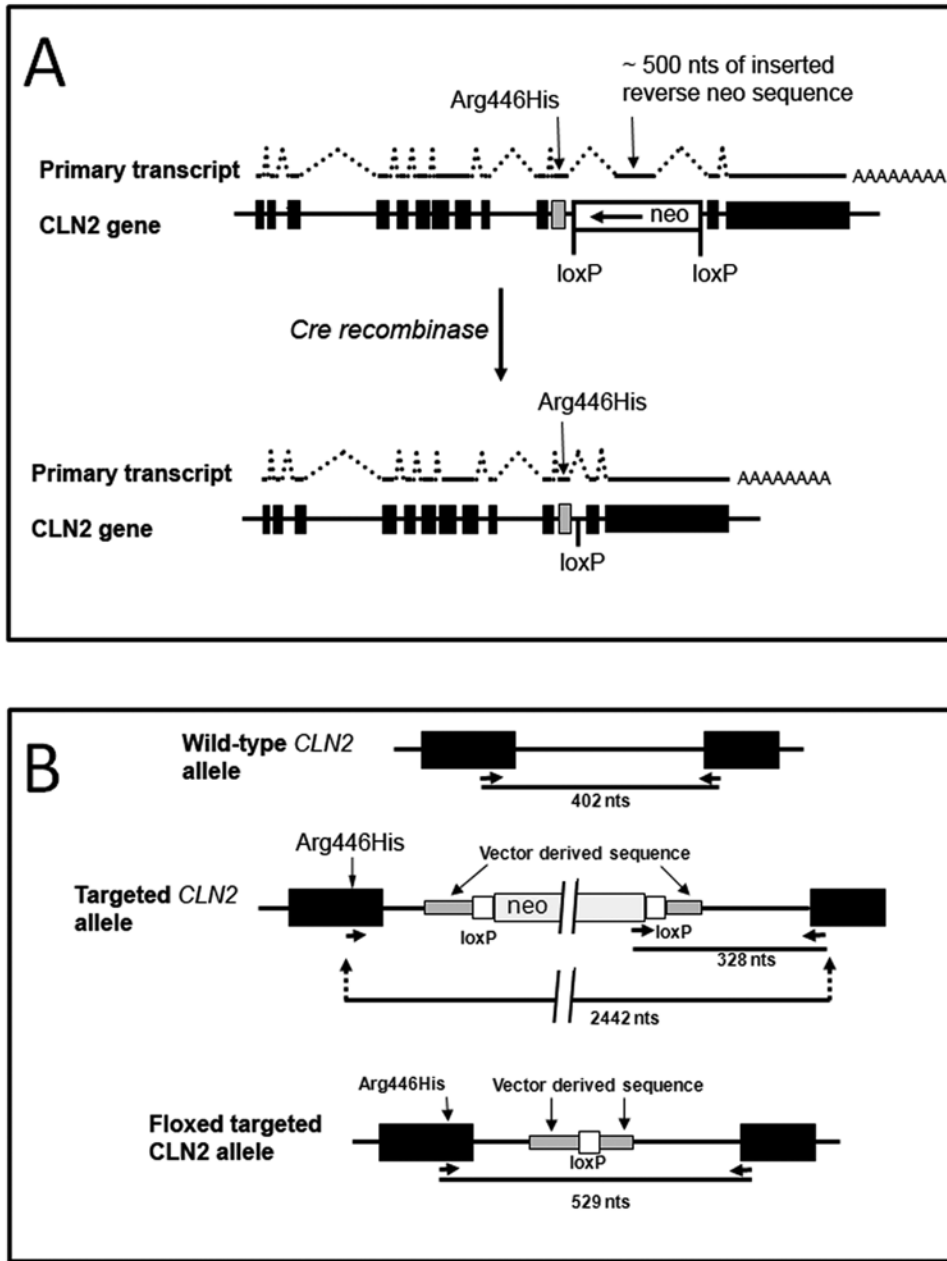 A
~ 500 nts of inserted
reverse neo sequence
Arg446His
Primary transcript
AAAAAAAA
CLN2 gene
neo
loxP
loxP
Cre recombinase
Arg446His
Primary transcript
AAAAAAAA
CLN2 gene
loxP
B
Wild-type CLN2
allele
402 nts
Arg446His
Vector derived sequence
Targeted CLN2
allele
neo
loxP
loxP
328 nts
2442 nts
Arg446His
Vector derived sequence
Floxed targeted
CLN2 allele
loxP
529 nts